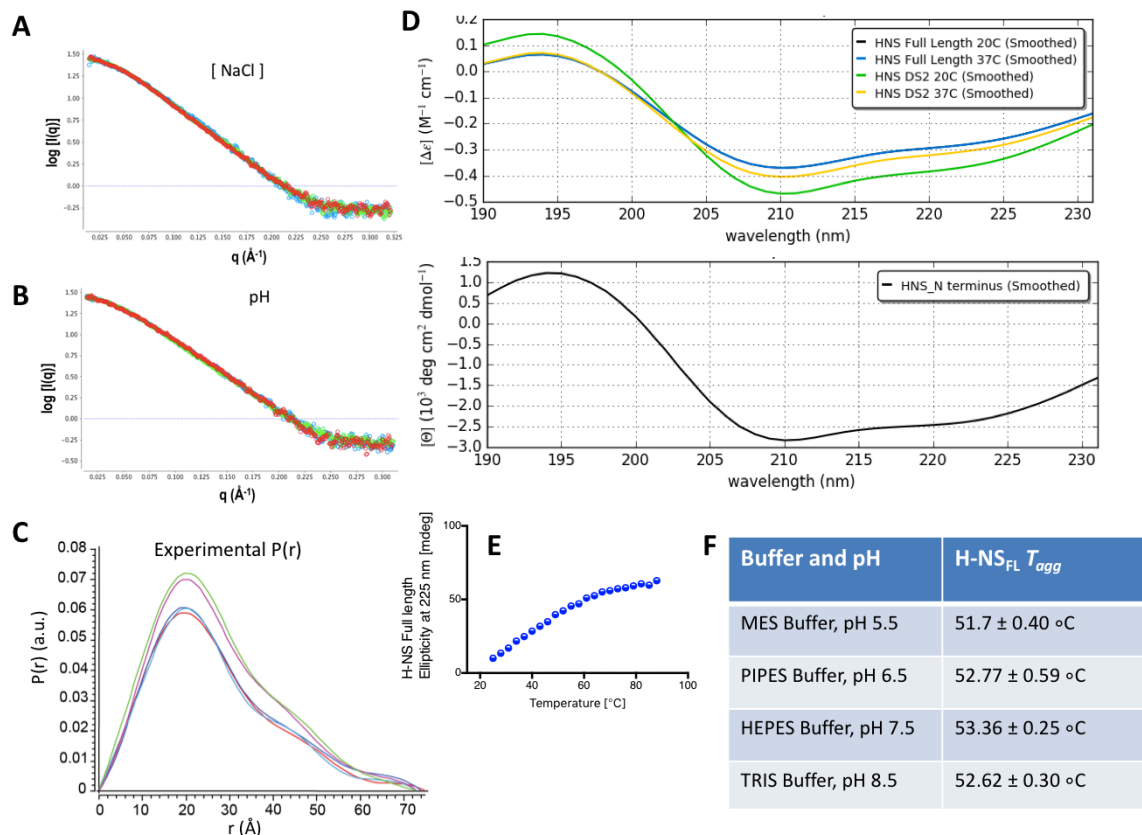 A
[ NaCl ]
1.50
1.25
1.00
0.75
0.50
0.25
0.00
-0.25
log [I(q)]
0.025 0.050 0.075 0.100 0.125 0.150 0.175 0.200 0.225 0.250 0.275 0.300 0.325
q (Å-1)
B
pH
1.50
1.25
1.00
0.75
0.50
0.25
0.00
-0.25
-0.50
log [I(q)]
0.025 0.050 0.075 0.100 0.125 0.150 0.175 0.200 0.225 0.250 0.275 0.300
q (Å-1)
C
Experimental P(r)
0.08
0.07
0.06
0.05
0.04
0.03
0.02
0.01
0
P(r) (a.u.)
0 10 20 30 40 50 60 70
r (Å)
D
HNS Full Length 20C (Smoothed)
HNS Full Length 37C (Smoothed)
HNS DS2 20C (Smoothed)
HNS DS2 37C (Smoothed)
0.2
0.1
0.0
−0.1
−0.2
−0.3
−0.4
−0.5
[Δε] (M−1 cm−1)
190 195 200 205 210 215 220 225 230
wavelength (nm)
HNS_N terminus (Smoothed)
1.5
1.0
0.5
0.0
−0.5
−1.0
−1.5
−2.0
−2.5
−3.0
[Θ] (103 deg cm2 dmol−1)
190 195 200 205 210 215 220 225 230
wavelength (nm)
E
100
50
0
H-NS Full length
Ellipticity at 225 nm [mdeg]
20 40 60 80 100
Temperature [°C]
F
Buffer and pH H-NSFL Tagg
MES Buffer, pH 5.5 51.7 ± 0.40 oC
PIPES Buffer, pH 6.5 52.77 ± 0.59 oC
HEPES Buffer, pH 7.5 53.36 ± 0.25 oC
TRIS Buffer, pH 8.5 52.62 ± 0.30 oC